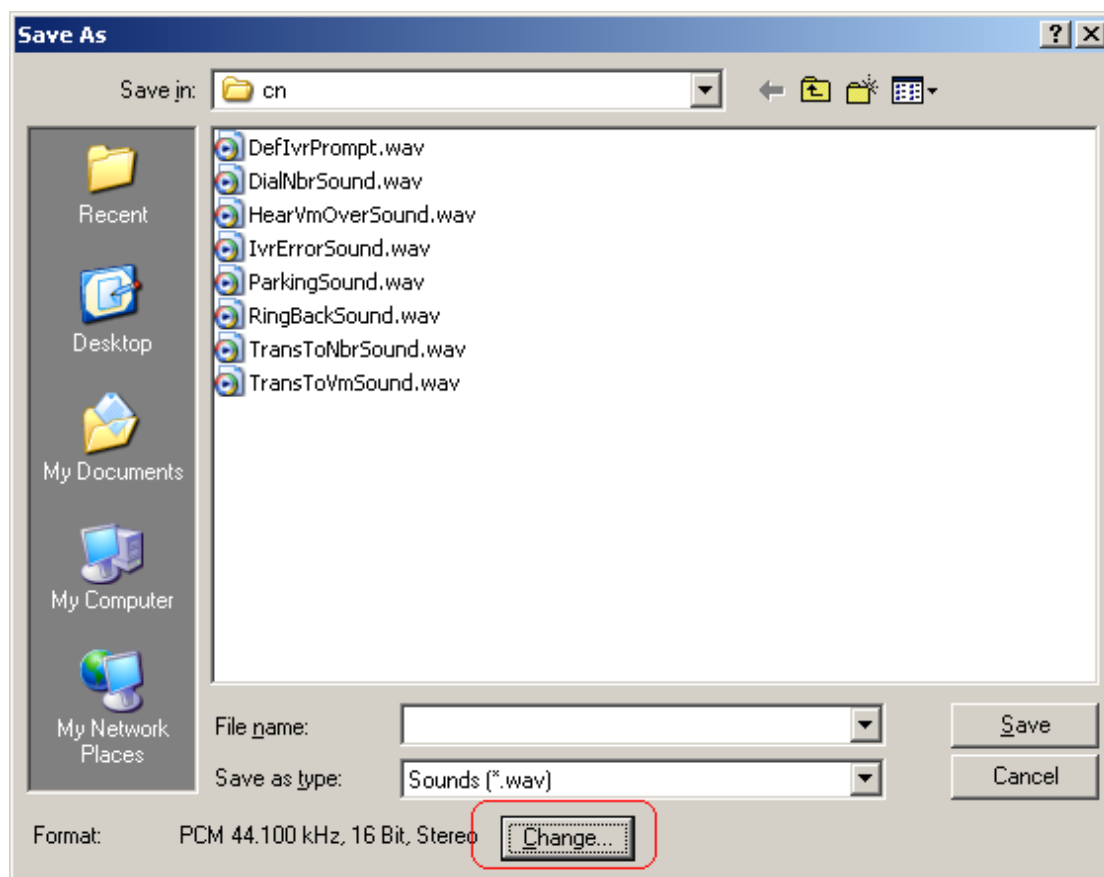 Save As
Save in:
cn
Recent
Desktop
My Documents
My Computer
My Network
Places
DefIvrPrompt.wav
DialNbrSound.wav
HearVmOverSound.wav
IvrErrorSound.wav
ParkingSound.wav
RingBackSound.wav
TransToNbrSound.wav
TransToVmSound.wav
File name:
Save
Save as type:
Sounds (*.wav)
Cancel
Format:
PCM 44.100 kHz, 16 Bit, Stereo
Change...